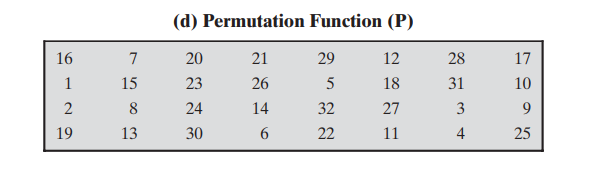 (d) Permutation Function (P)
16 7 20 21 29 12 28 17
1 15 23 26 5 18 31 10
2 8 24 14 32 27 3 9
19 13 30 6 22 11 4 25